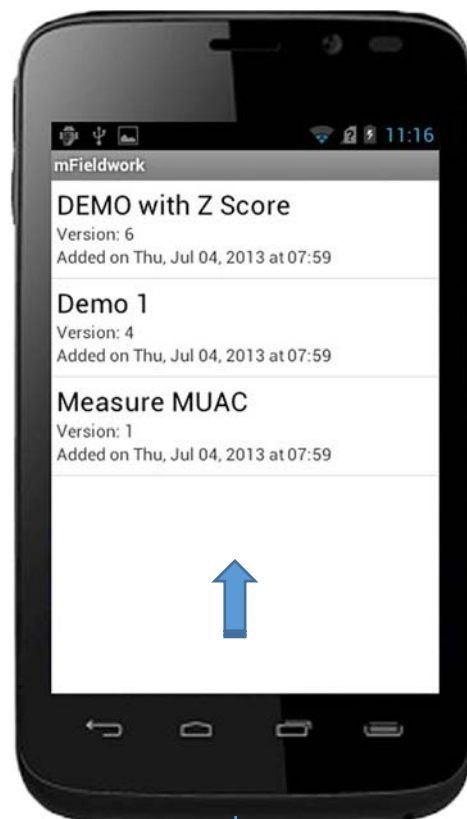 11:16
mFieldwork
DEMO with Z Score
Version: 6
Added on Thu, Jul 04, 2013 at 07:59
Demo 1
Version: 4
Added on Thu, Jul 04, 2013 at 07:59
Measure MUAC
Version: 1
Added on Thu, Jul 04, 2013 at 07:59